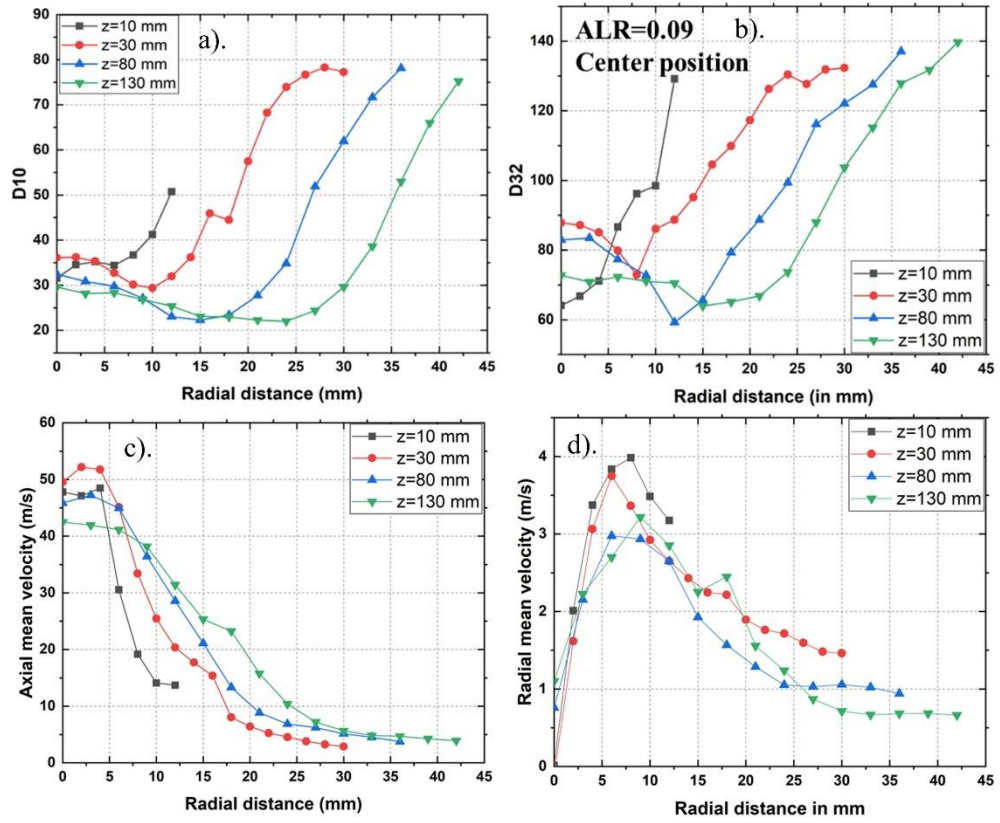 a).
z=10 mm
z=30 mm
z=80 mm
z=130 mm
D10
80
70
60
50
40
30
20
0 5 10 15 20 25 30 35 40 45
Radial distance (mm)
ALR=0.09
Center position
b).
D32
140
120
100
80
60
z=10 mm
z=30 mm
z=80 mm
z=130 mm
0 5 10 15 20 25 30 35 40 45
Radial distance (in mm)
c).
z=10 mm
z=30 mm
z=80 mm
z=130 mm
Axial mean velocity (m/s)
60
50
40
30
20
10
0
0 5 10 15 20 25 30 35 40 45
Radial distance (mm)
d).
z=10 mm
z=30 mm
z=80 mm
z=130 mm
Radial mean velocity (m/s)
4
3
2
1
0
0 5 10 15 20 25 30 35 40 45
Radial distance in mm